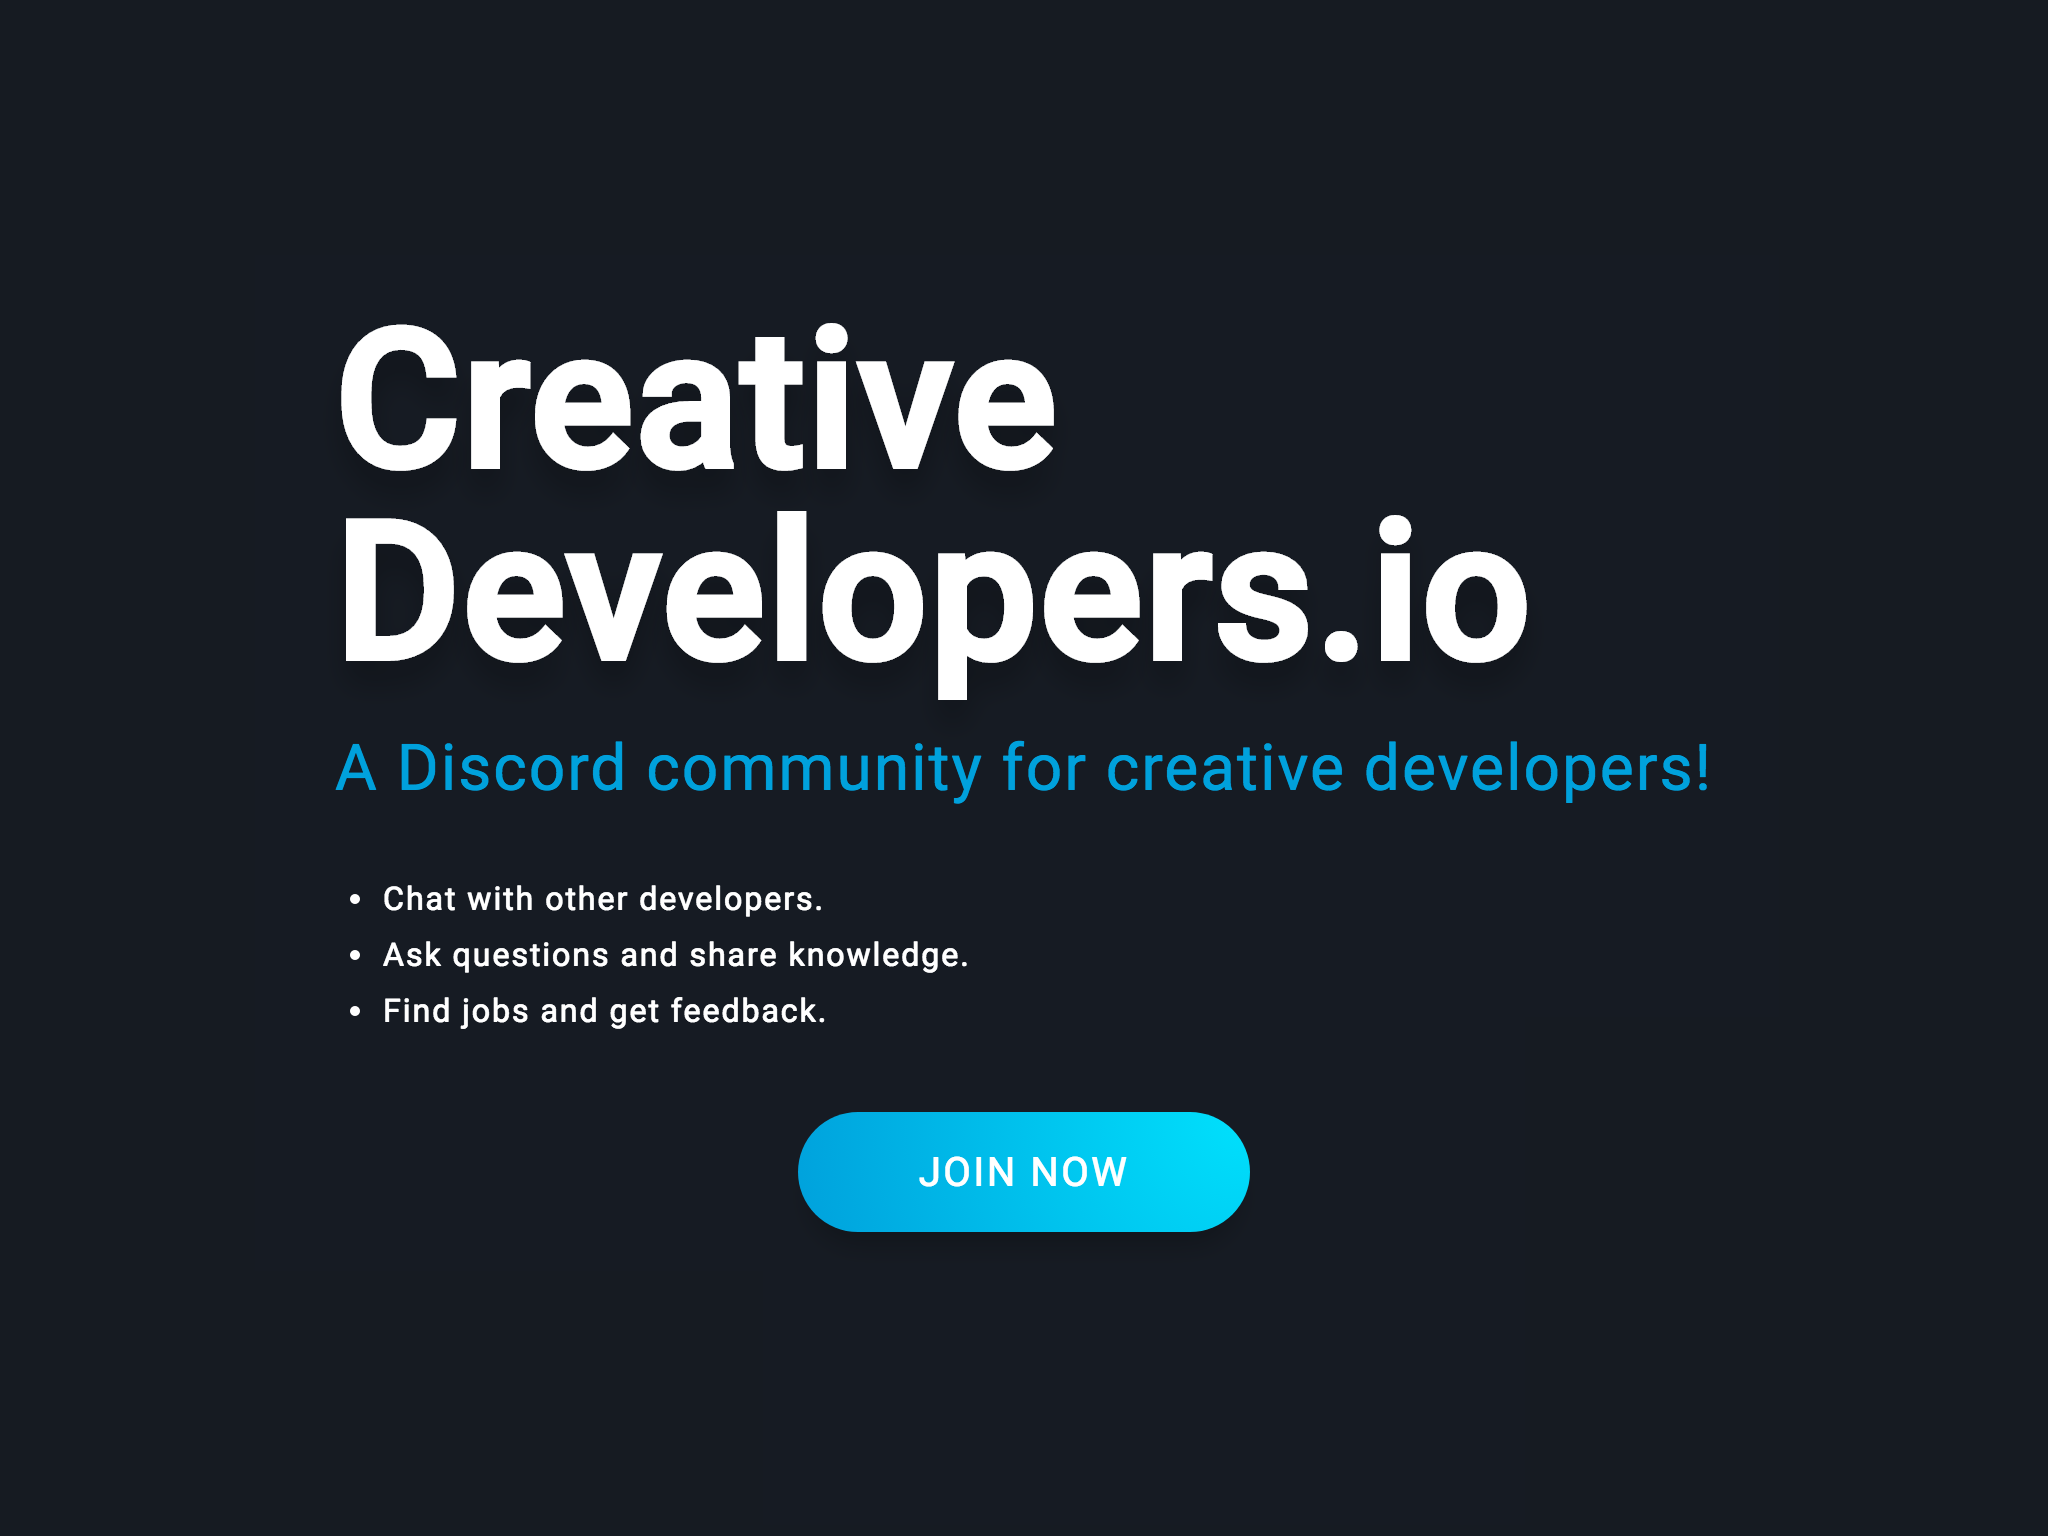 Creative
Developers.io
A Discord community for creative developers!
• Chat with other developers.
• Ask questions and share knowledge.
• Find jobs and get feedback.
JOIN NOW